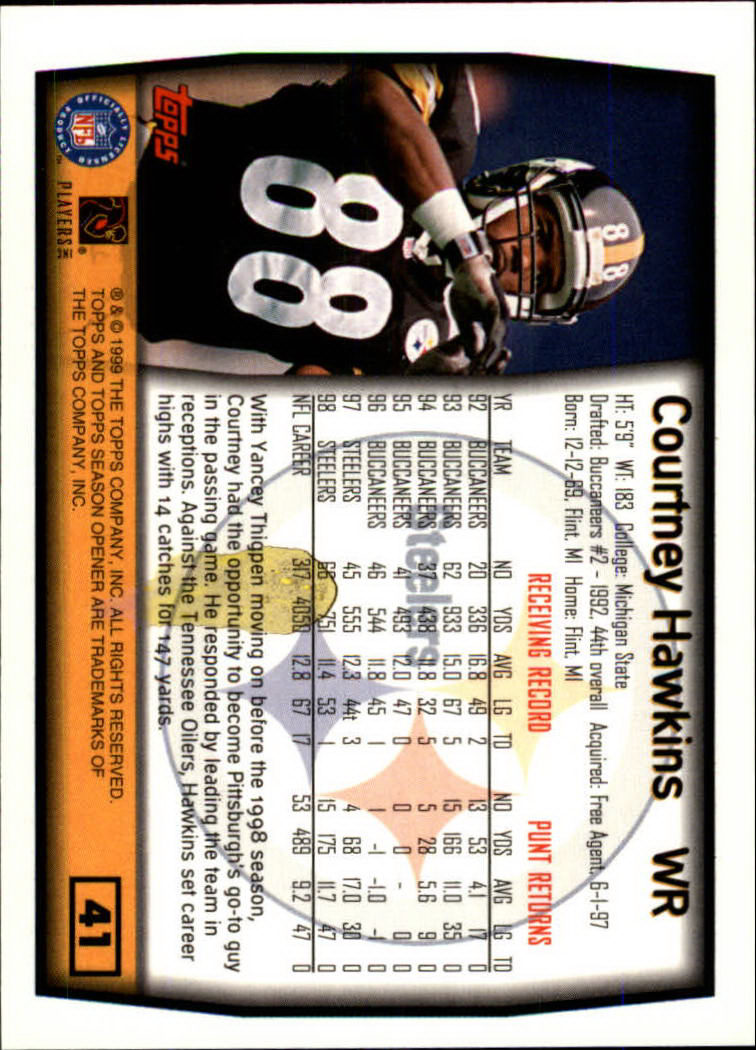 Courtney Hawkins WR
HT: 5'9" WT: 183 College: Michigan State
Drafted: Buccaneers #2 - 1992, 44th overall Acquired: Free Agent, 6-1-97
Born: 12-12-69, Flint, MI Home: Flint, MI
RECEIVING RECORD PUNT RETURNS
YR TEAM NO YDS AVG LG TD NO YDS AVG LG TD
92 BUCCANEERS 20 336 16.8 49 2 13 53 4.1 17 0
93 BUCCANEERS 62 933 15.0 67 5 15 166 11.0 35 0
94 BUCCANEERS 37 438 11.8 32 5 5 28 5.6 9 0
95 BUCCANEERS 41 493 12.0 47 0 0 0 - 0 0
96 BUCCANEERS 46 544 11.8 45 1 1 -1 -1.0 -1 0
97 STEELERS 45 555 12.3 44t 3 4 68 17.0 30 0
98 STEELERS 66 751 11.4 53 1 15 175 11.7 47 0
NFL CAREER 317 4050 12.8 67 17 53 489 9.2 47 0
With Yancey Thigpen moving on before the 1998 season,
Courtney had the opportunity to become Pittsburgh's go-to guy
in the passing game. He responded by leading the team in
receptions. Against the Tennessee Oilers, Hawkins set career
highs with 14 catches for 147 yards.
Steelers
88
88
TOPPS
OFFICIALLY LICENSED PRODUCT
NFL
PLAYERS INC
® & © 1999 THE TOPPS COMPANY, INC. ALL RIGHTS RESERVED.
TOPPS AND TOPPS SEASON OPENER ARE TRADEMARKS OF
THE TOPPS COMPANY, INC.
41